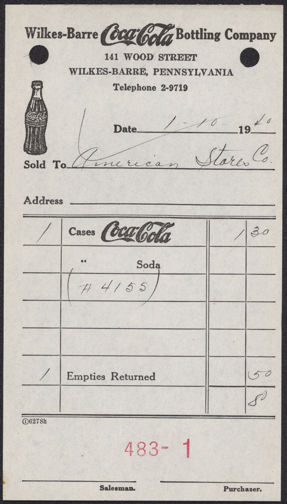 Wilkes-Barre Coca-Cola Bottling Company
141 WOOD STREET
WILKES-BARRE, PENNSYLVANIA
Telephone 2-9719
Date 1-10- 1940
Sold To American Stores Co.
Address
1 Cases Coca-Cola 1 30
" Soda
(#4155)
1 Empties Returned 50
80
©6278h
483- 1
Salesman. Purchaser.